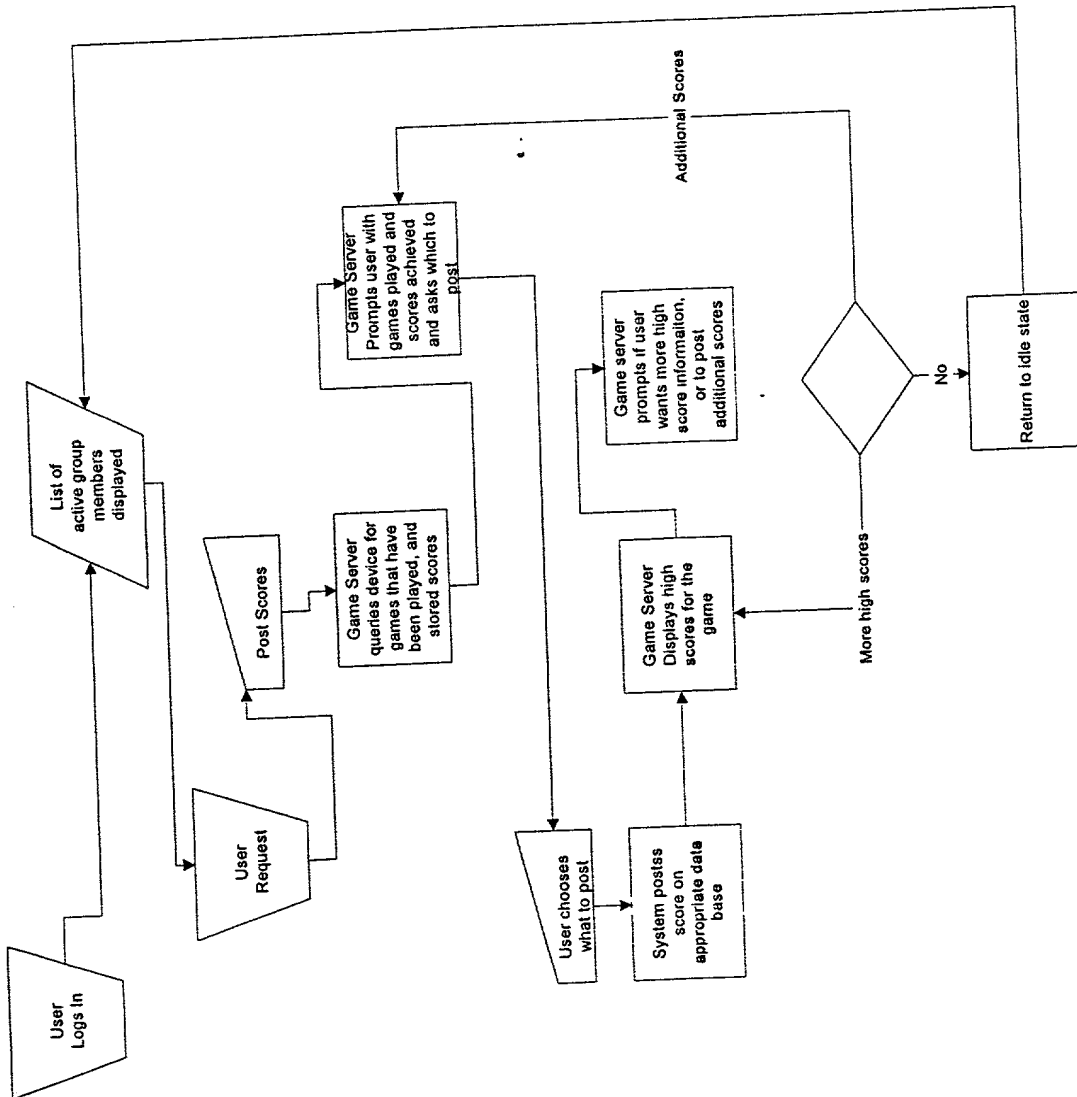 User
Logs In
List of
active group
members
displayed
User
Request
Post Scores
Game Server
queries device for
games that have
been played, and
stored scores
Game Server
Prompts user with
games played and
scores achieved
and asks which to
post
User chooses
what to post
System postss
score on
appropriate data
base
Game Server
Displays high
scores for the
game
Game server
prompts if user
wants more high
score informaiton,
or to post
additional scores
More high scores
Additional Scores
No
Return to idle state